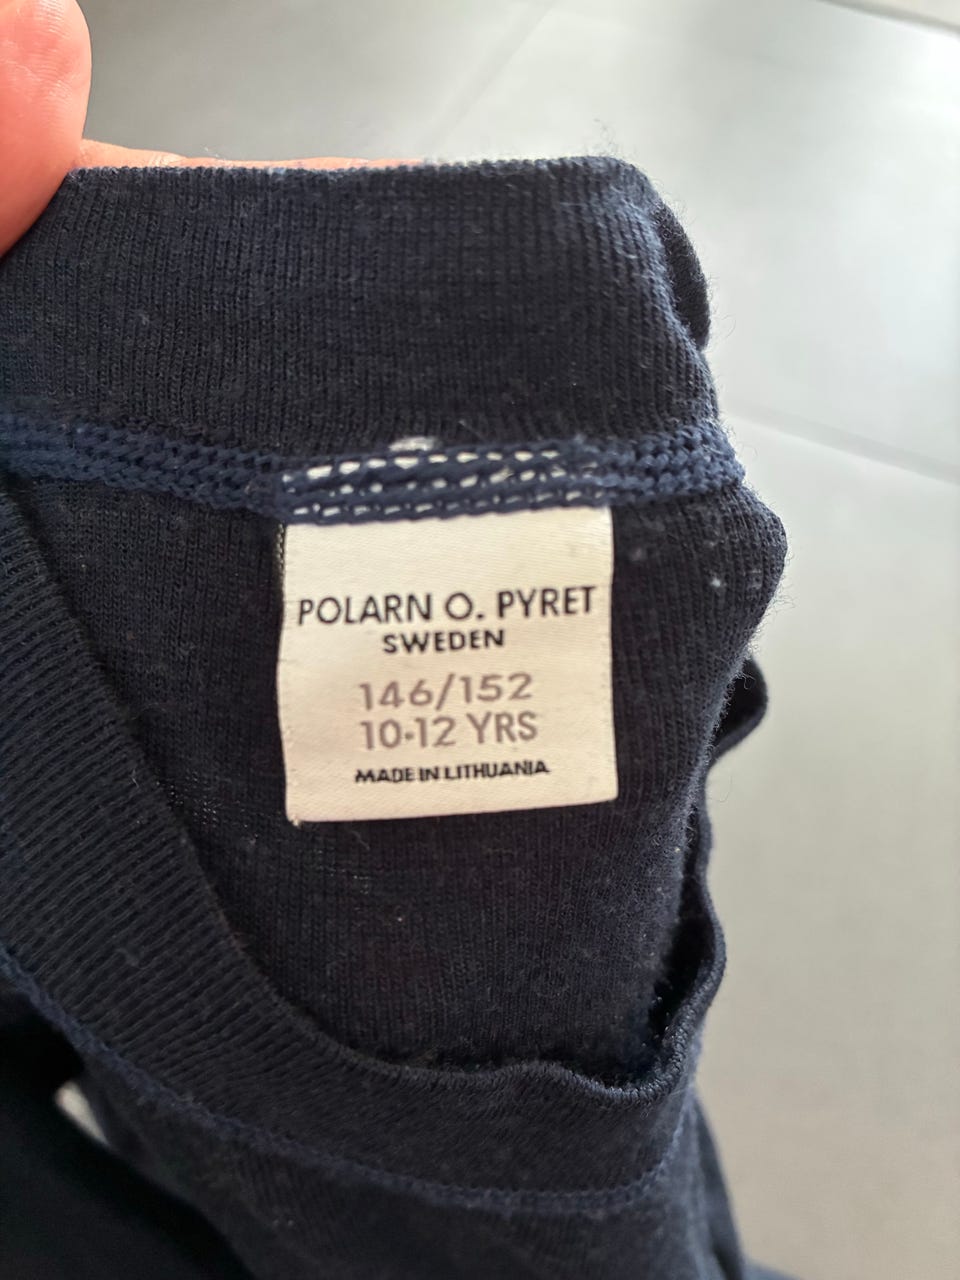 POLARN O. PYRET
SWEDEN
146/152
10-12 YRS
MADE IN LITHUANIA